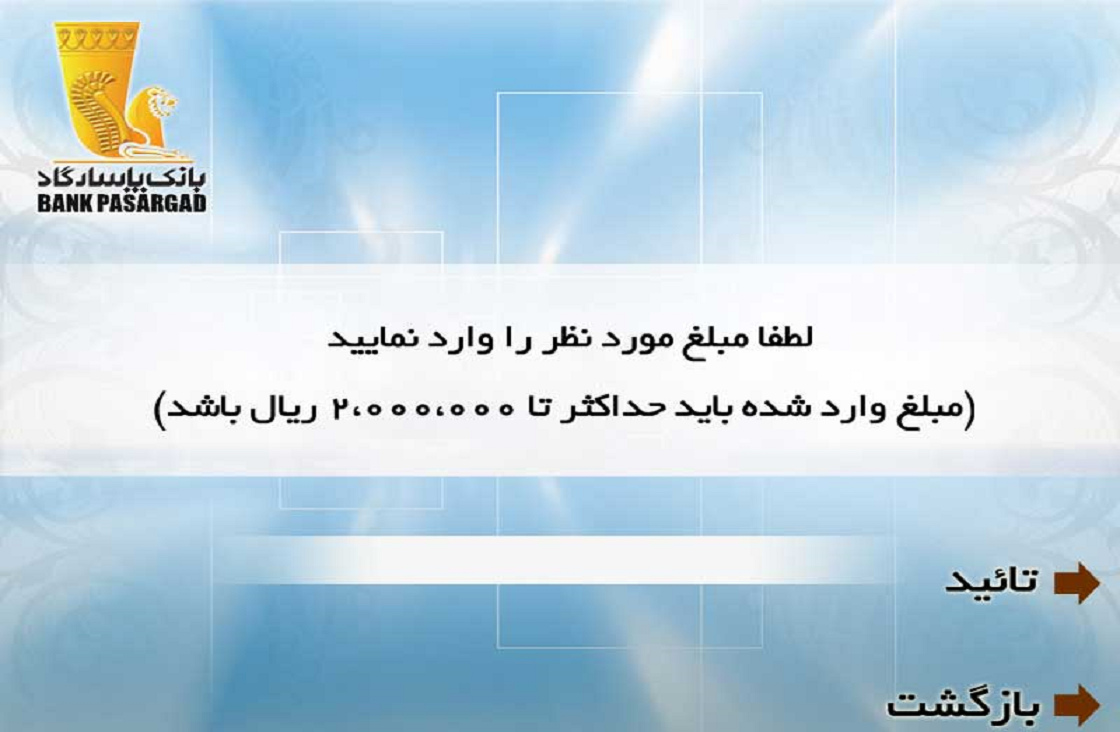 بانک پاسارگاد
BANK PASARGAD
لطفا مبلغ مورد نظر را وارد نمایید
(مبلغ وارد شده باید حداکثر تا ۲،۰۰۰،۰۰۰ ریال باشد)
تائید
بازگشت